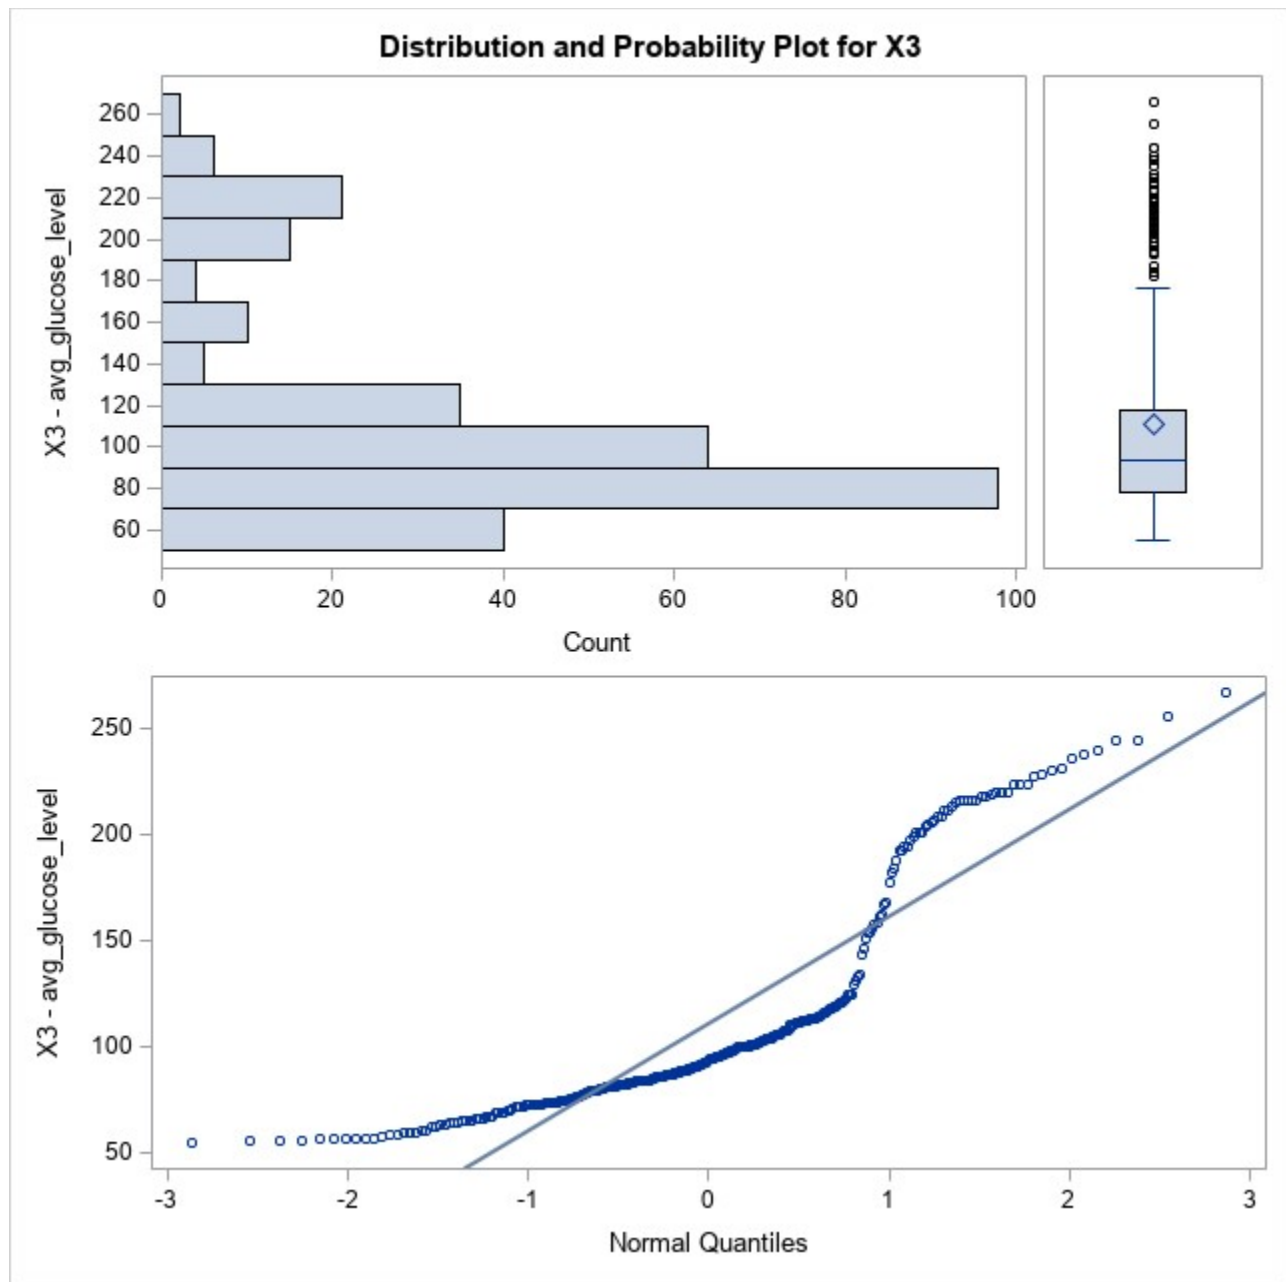 Distribution and Probability Plot for X3
X3 - avg_glucose_level
260
240
220
200
180
160
140
120
100
80
60
0 20 40 60 80 100
Count
X3 - avg_glucose_level
250
200
150
100
50
-3 -2 -1 0 1 2 3
Normal Quantiles